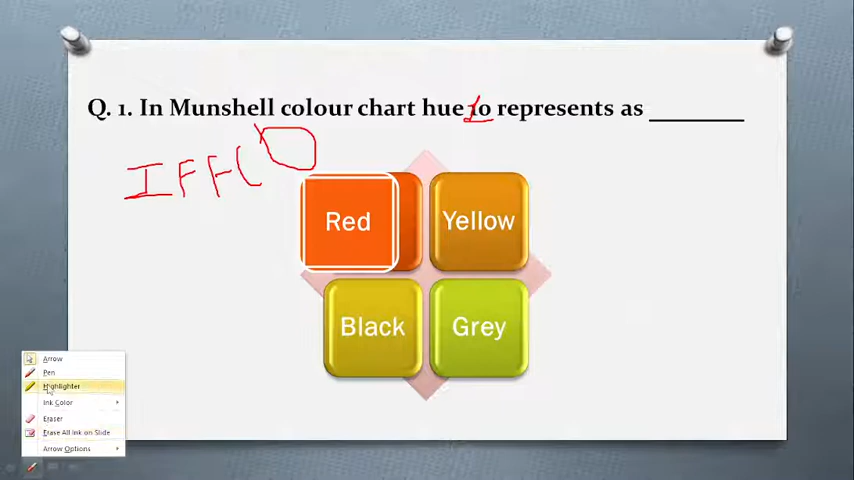 Q. 1. In Munshell colour chart hue 10 represents as ________
IFFC
Red
Yellow
Black
Grey
Arrow
Pen
Highlighter
Ink Color
Eraser
Erase All Ink on Slide
Arrow Options